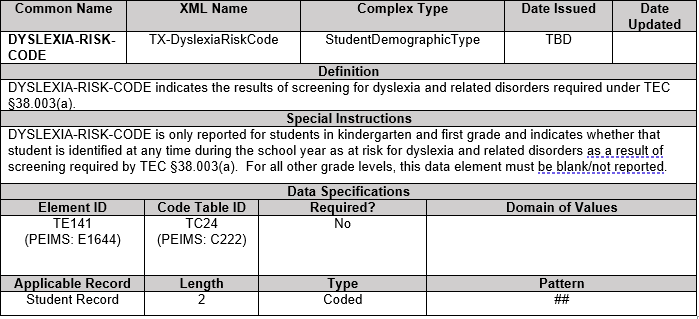 Common Name XML Name Complex Type Date Issued Date Updated
DYSLEXIA-RISK-CODE TX-DyslexiaRiskCode StudentDemographicType TBD
Definition
DYSLEXIA-RISK-CODE indicates the results of screening for dyslexia and related disorders required under TEC
§38.003(a).
Special Instructions
DYSLEXIA-RISK-CODE is only reported for students in kindergarten and first grade and indicates whether that
student is identified at any time during the school year as at risk for dyslexia and related disorders as a result of
screening required by TEC §38.003(a). For all other grade levels, this data element must be blank/not reported.
Data Specifications
Element ID Code Table ID Required? Domain of Values
TE141 TC24 No
(PEIMS: E1644) (PEIMS: C222)
Applicable Record Length Type Pattern
Student Record 2 Coded ##